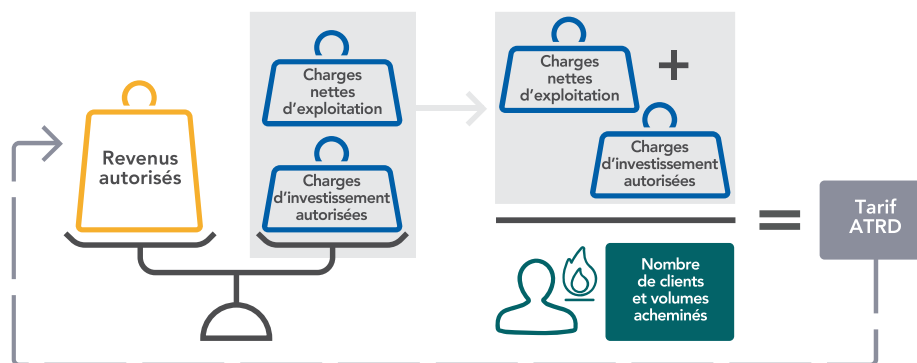 Revenus
autorisés
Charges
nettes
d'exploitation
Charges
d'investissement
autorisées
Charges
nettes
d'exploitation
+
Charges
d'investissement
autorisées
Nombre
de clients
et volumes
acheminés
=
Tarif
ATRD